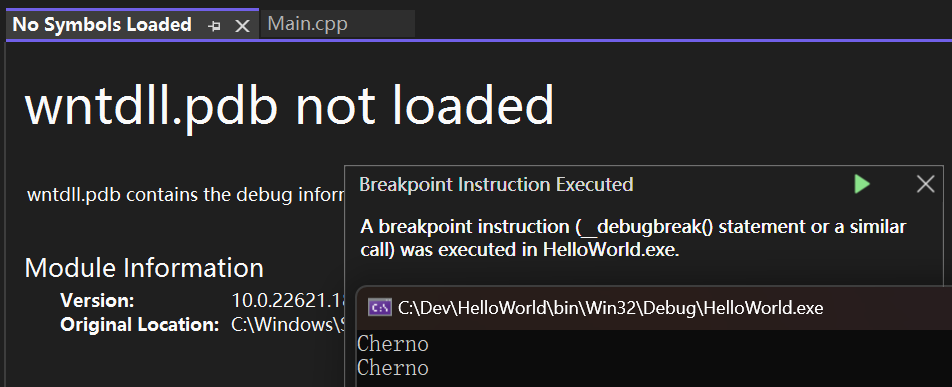 No Symbols Loaded
Main.cpp
wntdll.pdb not loaded
wntdll.pdb contains the debug
Breakpoint Instruction Executed
A breakpoint instruction (__debugbreak() statement or a similar
call) was executed in HelloWorld.exe.
Module Information
Version: 10.0.22621.
Original Location: C:\Windows\
C:\Dev\HelloWorld\bin\Win32\Debug\HelloWorld.exe
Cherno
Cherno